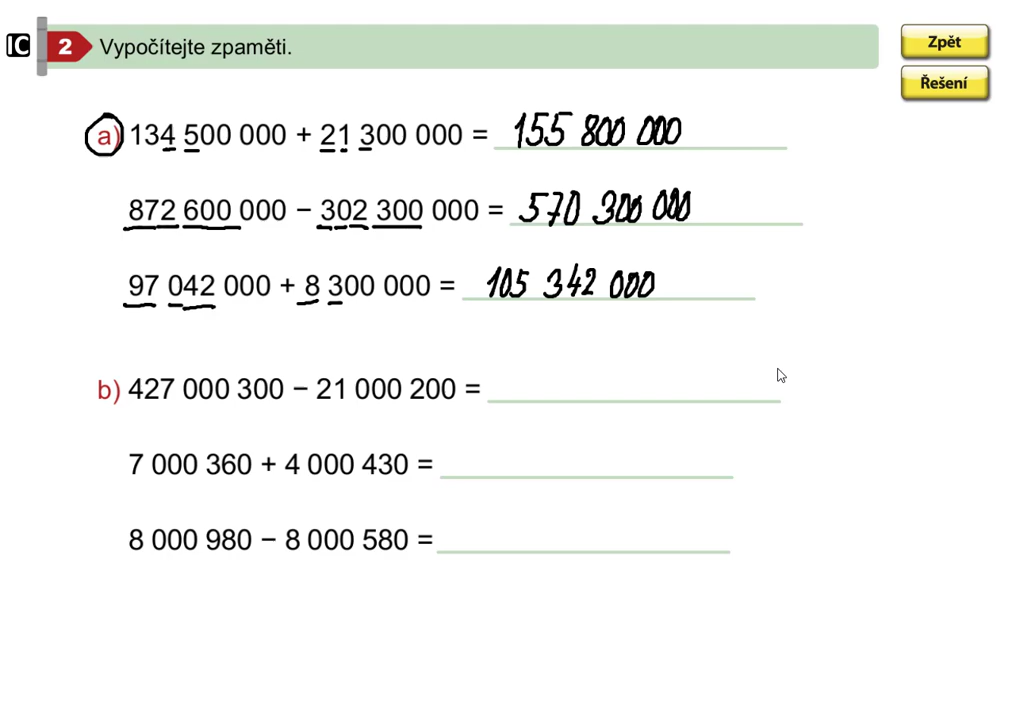 IC 2 Vypočítejte zpaměti.
Zpět
Řešení
a) 134 500 000 + 21 300 000 = 155 800 000
872 600 000 − 302 300 000 = 570 300 000
97 042 000 + 8 300 000 = 105 342 000
b) 427 000 300 − 21 000 200 =
7 000 360 + 4 000 430 =
8 000 980 − 8 000 580 =